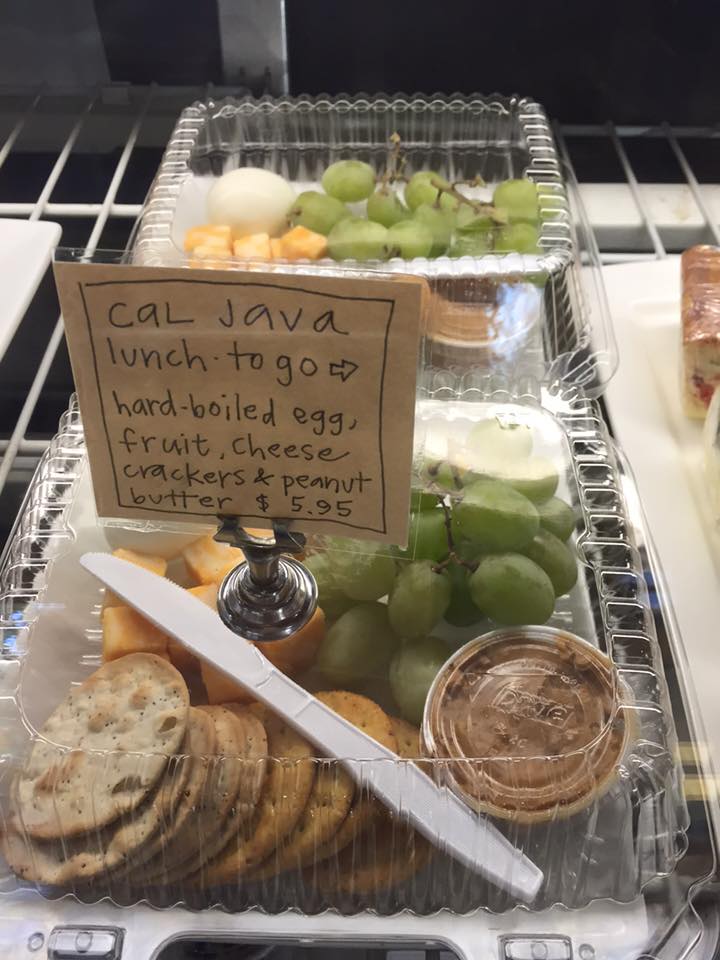 cal Java
lunch-to go ⇨
hard-boiled egg,
fruit, cheese
crackers & peanut
butter $5.95